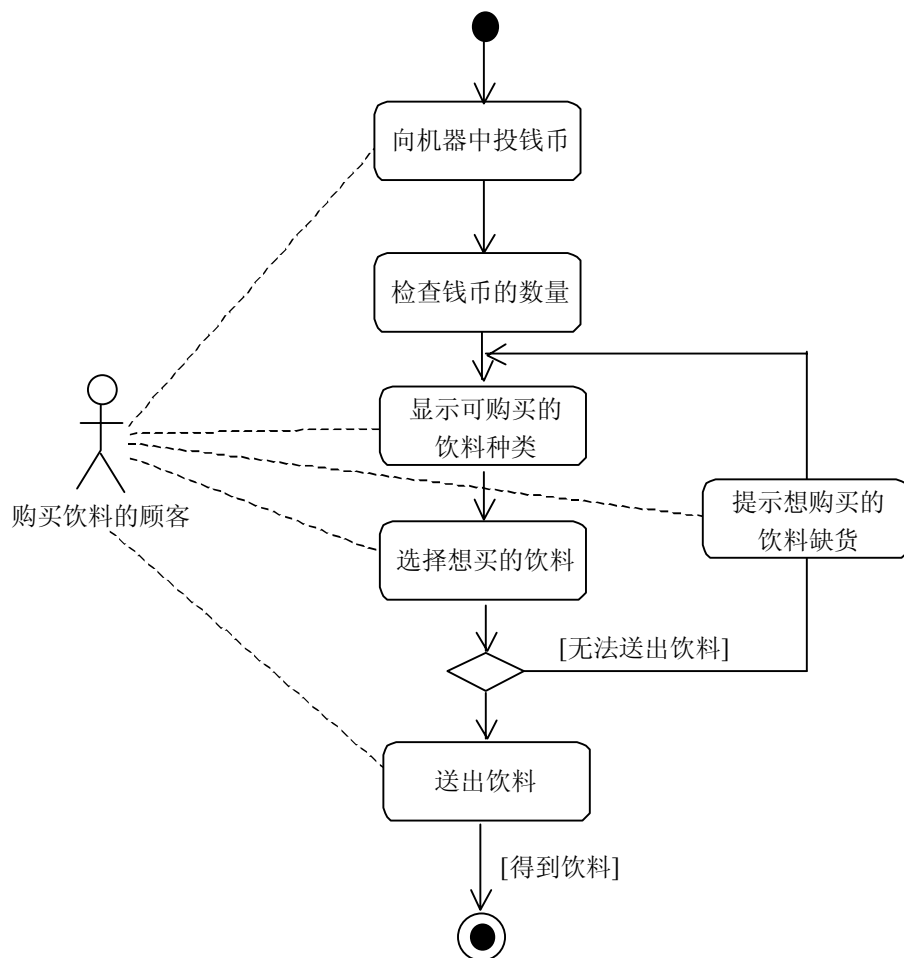 向机器中投钱币
检查钱币的数量
显示可购买的
饮料种类
购买饮料的顾客
提示想购买的
饮料缺货
选择想买的饮料
[无法送出饮料]
送出饮料
[得到饮料]